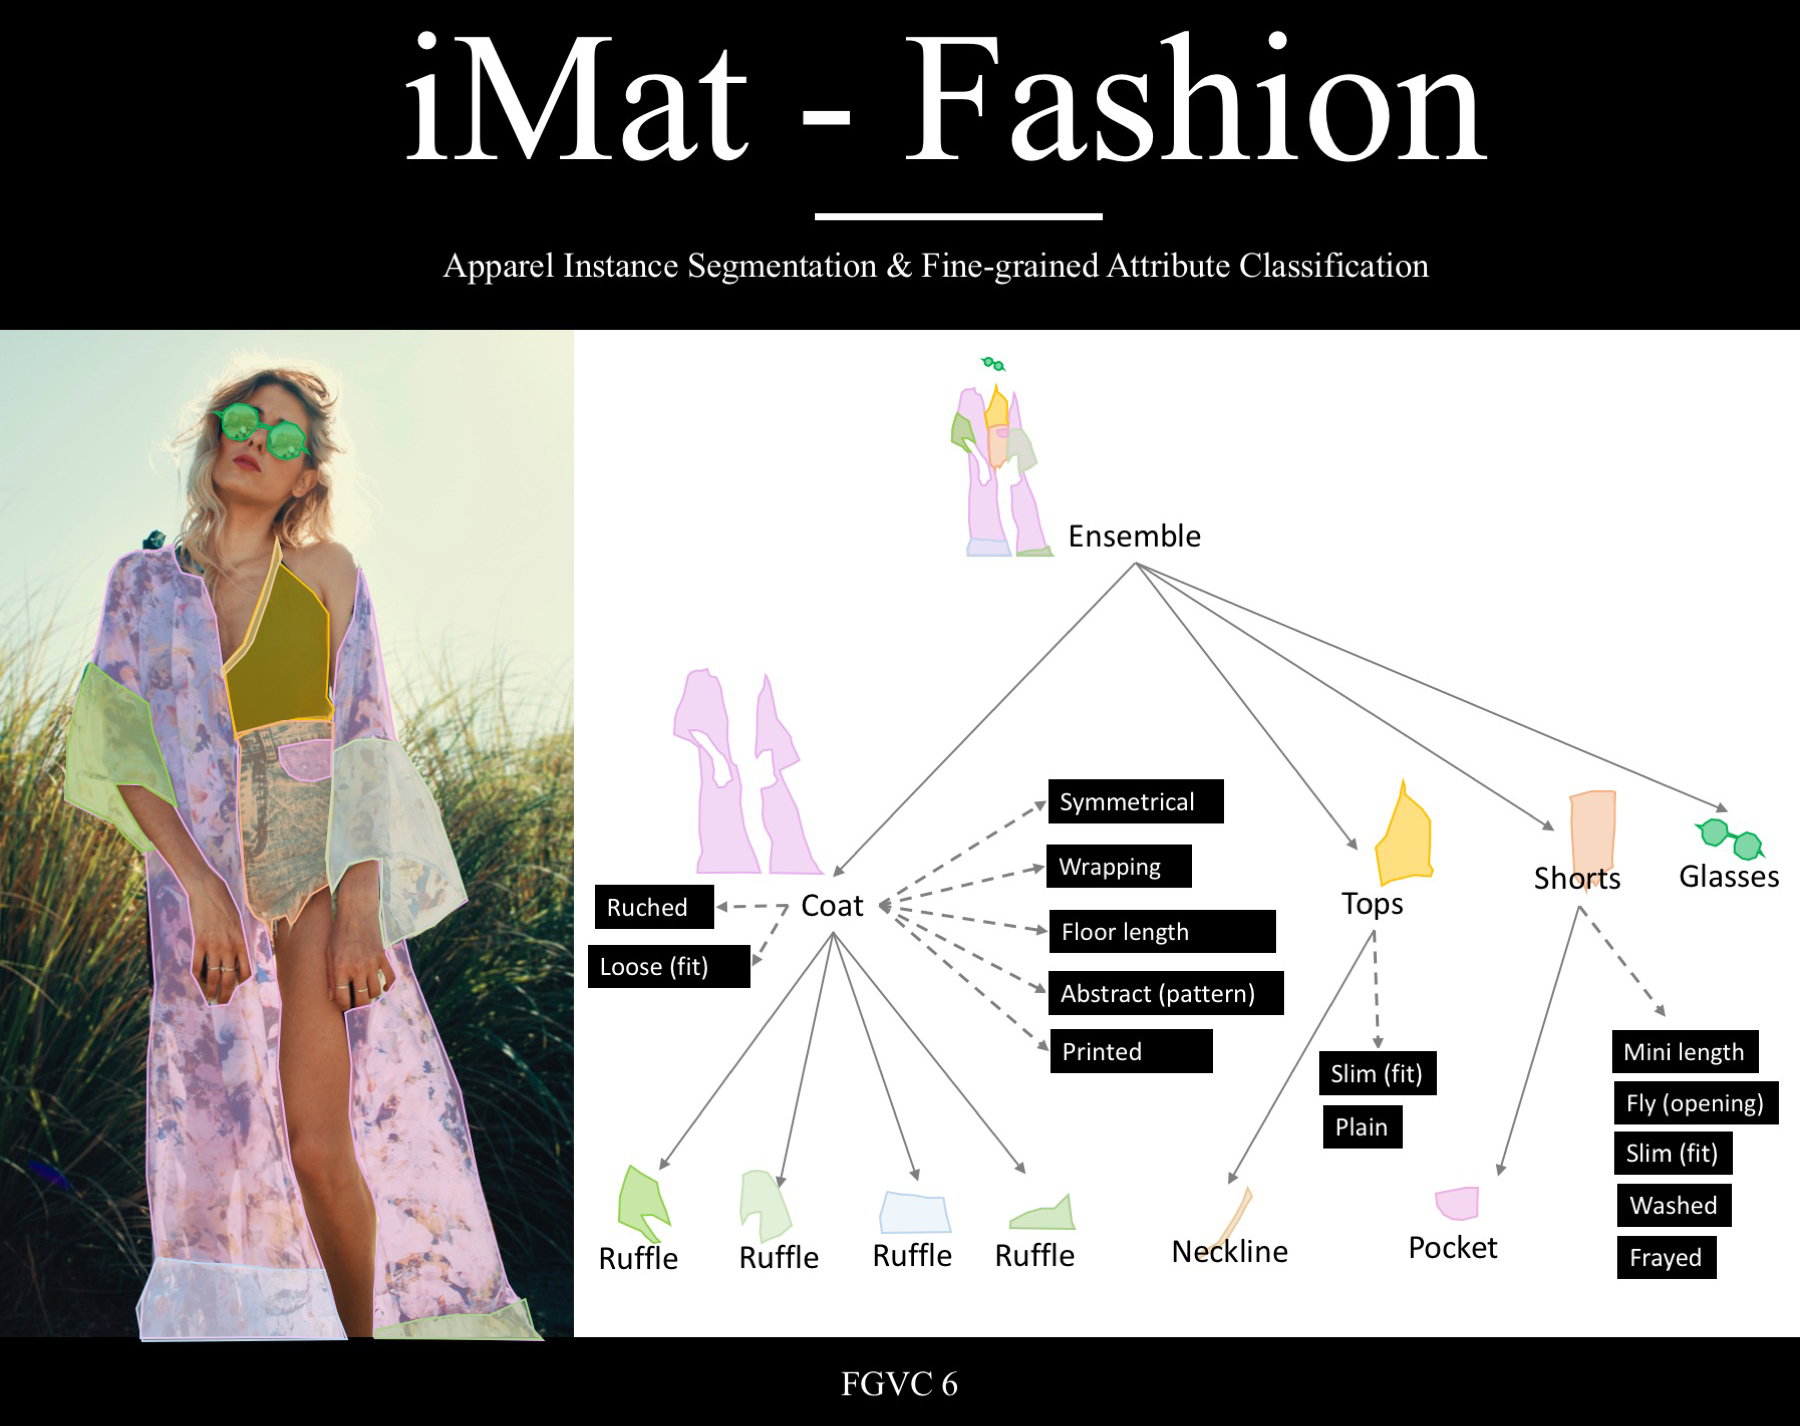 iMat - Fashion
Apparel Instance Segmentation & Fine-grained Attribute Classification
Ensemble
Symmetrical
Wrapping
Ruched
Coat
Floor length
Loose (fit)
Abstract (pattern)
Printed
Tops
Shorts
Glasses
Slim (fit)
Plain
Mini length
Fly (opening)
Slim (fit)
Washed
Frayed
Ruffle
Ruffle
Ruffle
Ruffle
Neckline
Pocket
FGVC 6